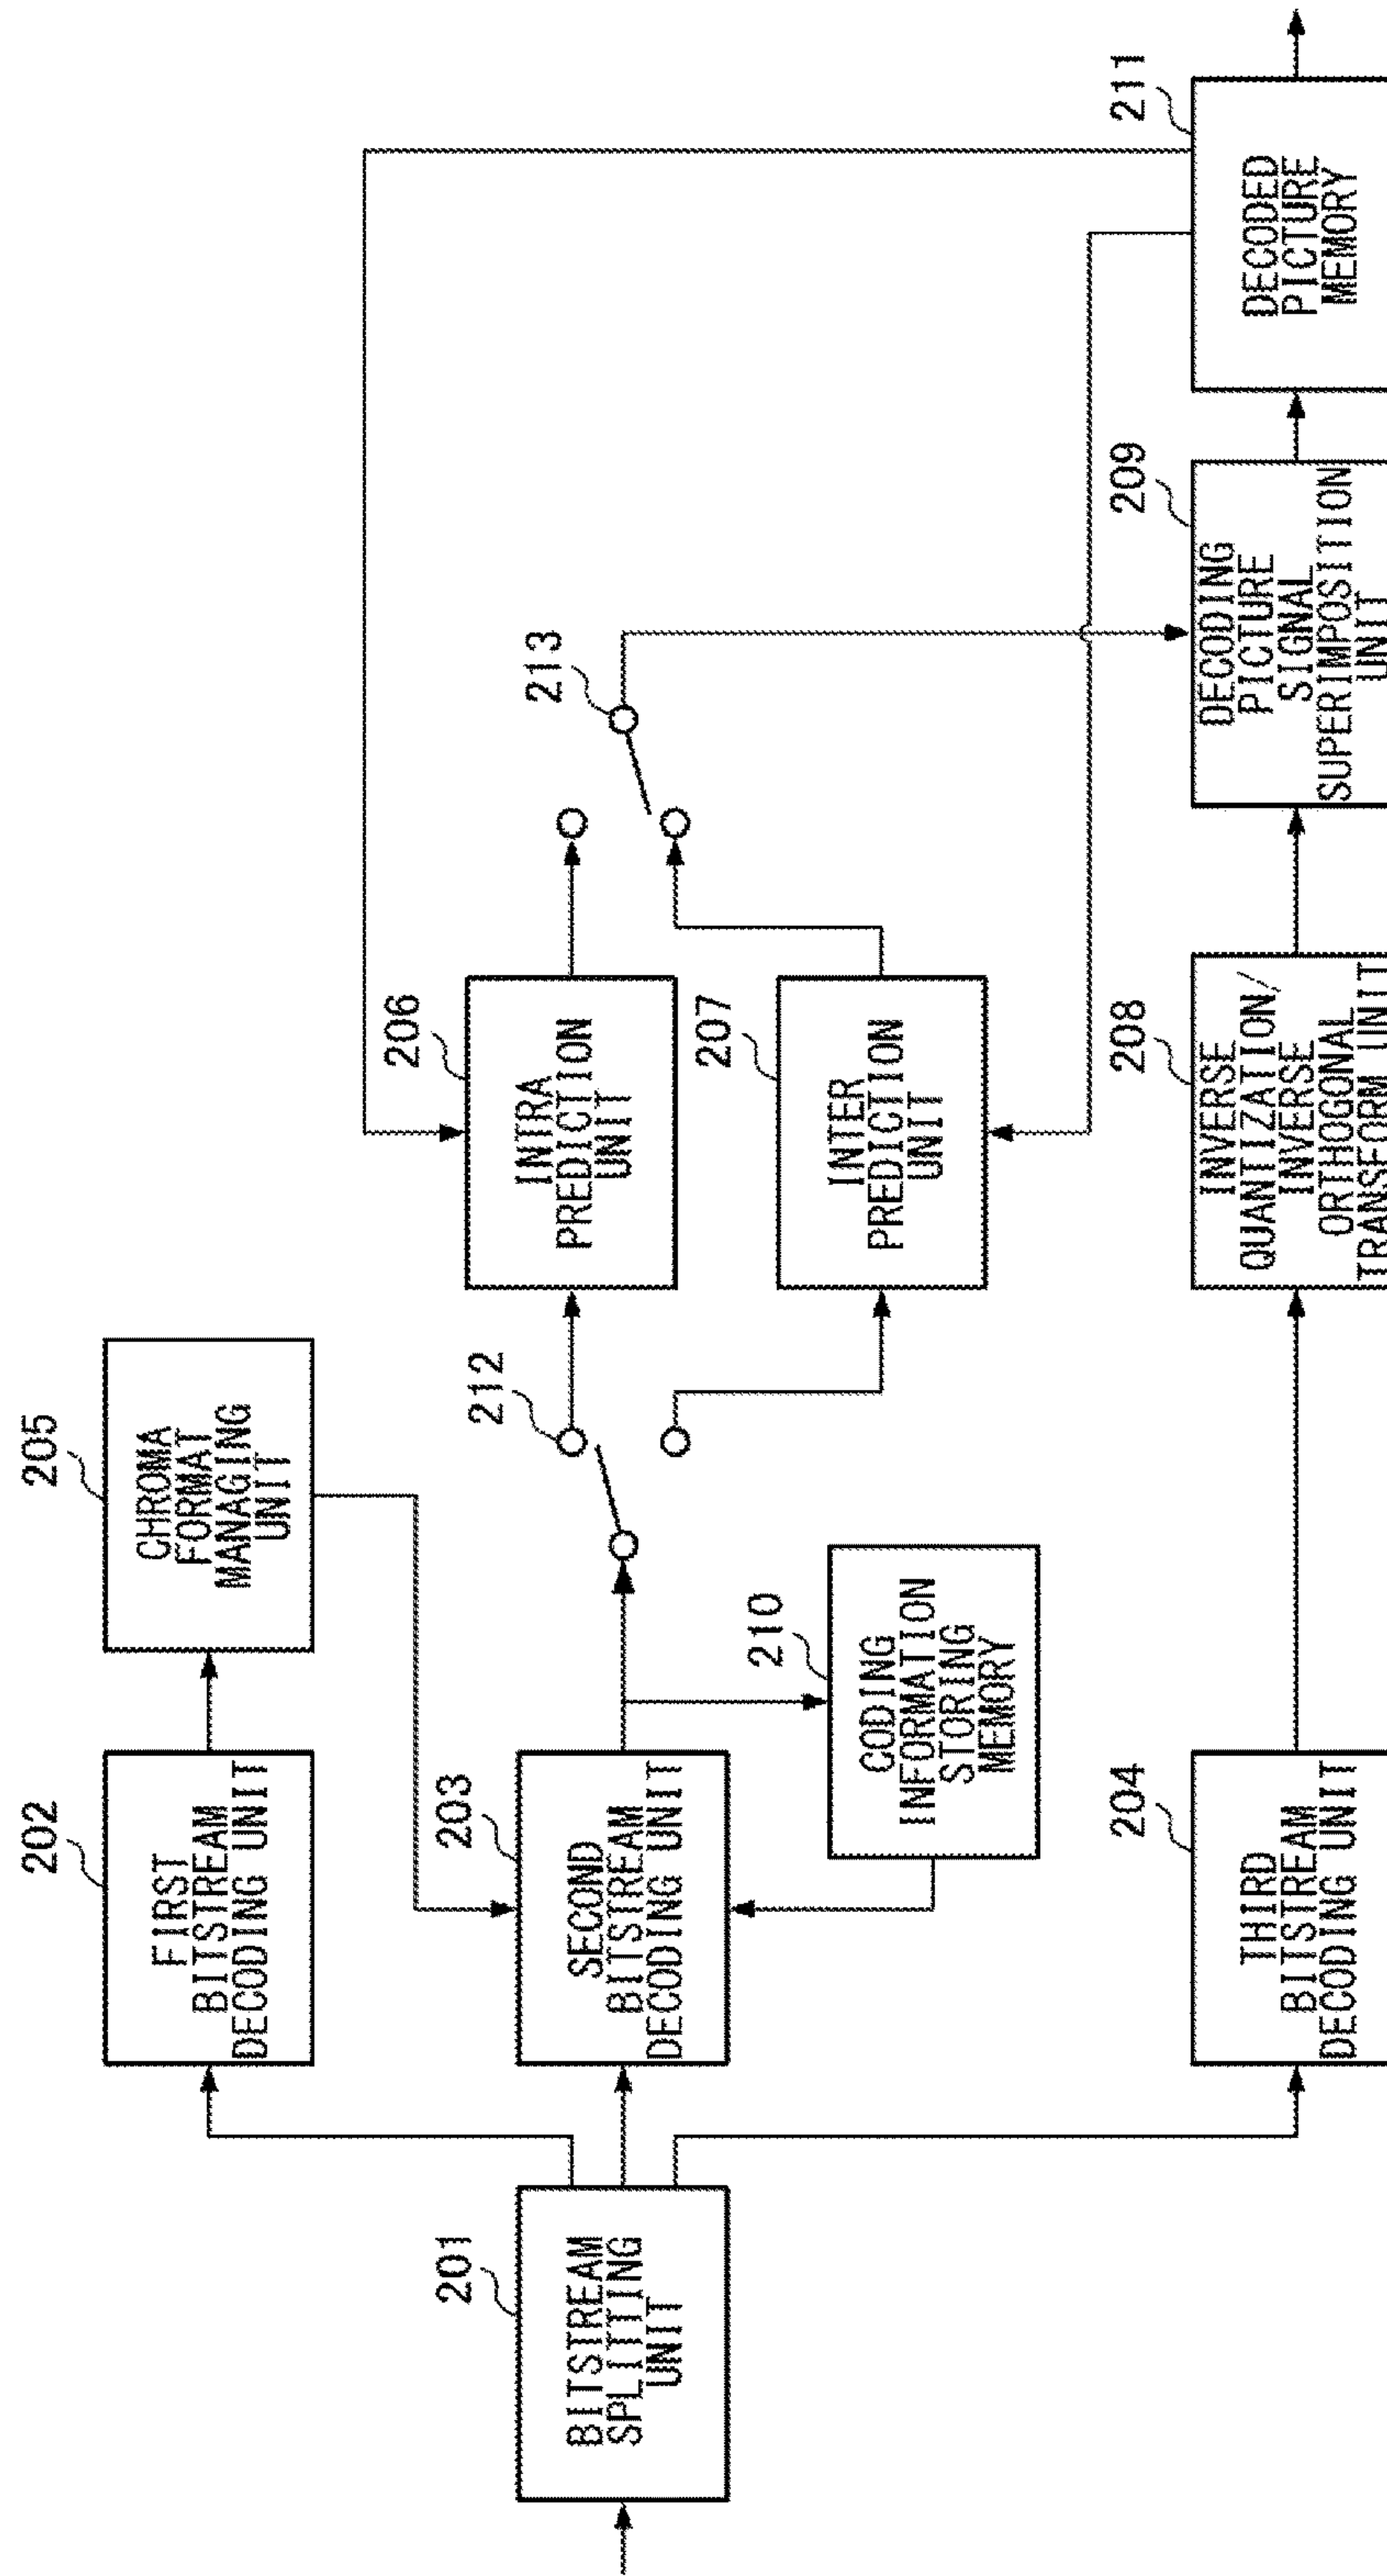 201
BITSTREAM
SPLITTING
UNIT
202
FIRST
BITSTREAM
DECODING UNIT
205
CHROMA
FORMAT
MANAGING
UNIT
203
SECOND
BITSTREAM
DECODING UNIT
210
CODING
INFORMATION
STORING
MEMORY
212
206
INTRA
PREDICTION
UNIT
207
INTER
PREDICTION
UNIT
213
204
THIRD
BITSTREAM
DECODING UNIT
208
INVERSE
QUANTIZATION/
INVERSE
ORTHOGONAL
TRANSFORM UNIT
209
DECODING
PICTURE
SIGNAL
SUPERIMPOSITION
UNIT
211
DECODED
PICTURE
MEMORY